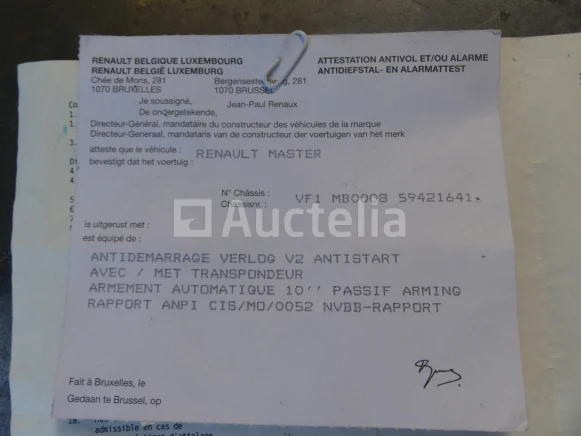 RENAULT BELGIQUE LUXEMBOURG
RENAULT BELGIË LUXEMBURG
Chée de Mons, 281
1070 BRUXELLES
Bergensesteenweg, 281
1070 BRUSSEL
ATTESTATION ANTIVOL ET/OU ALARME
ANTIDIEFSTAL- EN ALARMATTEST
Je soussigné,
De ondergetekende,
Jean-Paul Renaux
Directeur-Général, mandataire du constructeur des véhicules de la marque
Directeur-Generaal, mandataris van de constructeur der voertuigen van het merk
atteste que le véhicule :
bevestigt dat het voertuig :
RENAULT MASTER
N° Châssis :
Chassisnr. :
VF1 MB000B 59421641.
Auctelia
is uitgerust met :
est équipé de :
ANTIDEMARRAGE VERLOG V2 ANTISTART
AVEC / MET TRANSPONDEUR
ARMEMENT AUTOMATIQUE 10'' PASSIF ARMING
RAPPORT ANPI CIS/MO/0052 NVBB-RAPPORT
Fait à Bruxelles, le
Gedaan te Brussel, op
admissible en cas de